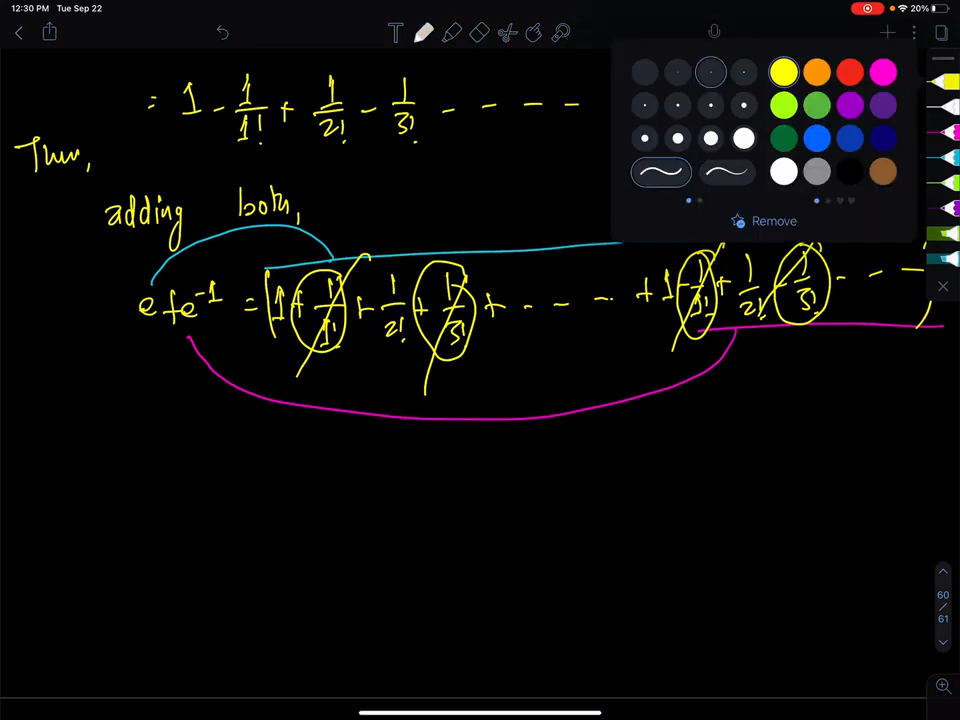 12:30 PM Tue Sep 22
20%
= 1 - 1/1! + 1/2! - 1/3! - - - -
Thus,
adding both,
e + e^-1 = (1 + 1/1! + 1/2! + 1/3! + - - - + 1 - 1/1! + 1/2! - 1/3! - - -)
Remove
60
/
61